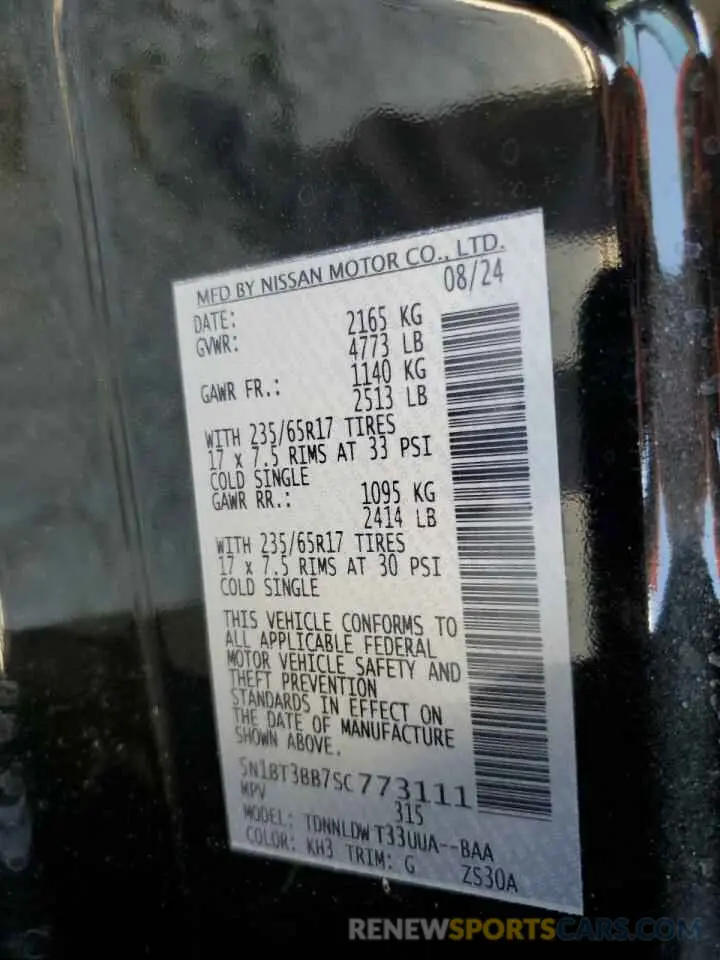 MFD BY NISSAN MOTOR CO., LTD.
DATE: 08/24
GVWR: 2165 KG
4773 LB
GAWR FR.: 1140 KG
2513 LB
WITH 235/65R17 TIRES
17 x 7.5 RIMS AT 33 PSI
COLD SINGLE
GAWR RR.: 1095 KG
2414 LB
WITH 235/65R17 TIRES
17 x 7.5 RIMS AT 30 PSI
COLD SINGLE
THIS VEHICLE CONFORMS TO
ALL APPLICABLE FEDERAL
MOTOR VEHICLE SAFETY AND
THEFT PREVENTION
STANDARDS IN EFFECT ON
THE DATE OF MANUFACTURE
SHOWN ABOVE.
5N1BT3BB7SC773111
MPV 315
MODEL: TDNNLDW T33UUA--BAA
COLOR: KH3 TRIM: G ZS30A
RENEWSPORTSCARS.COM